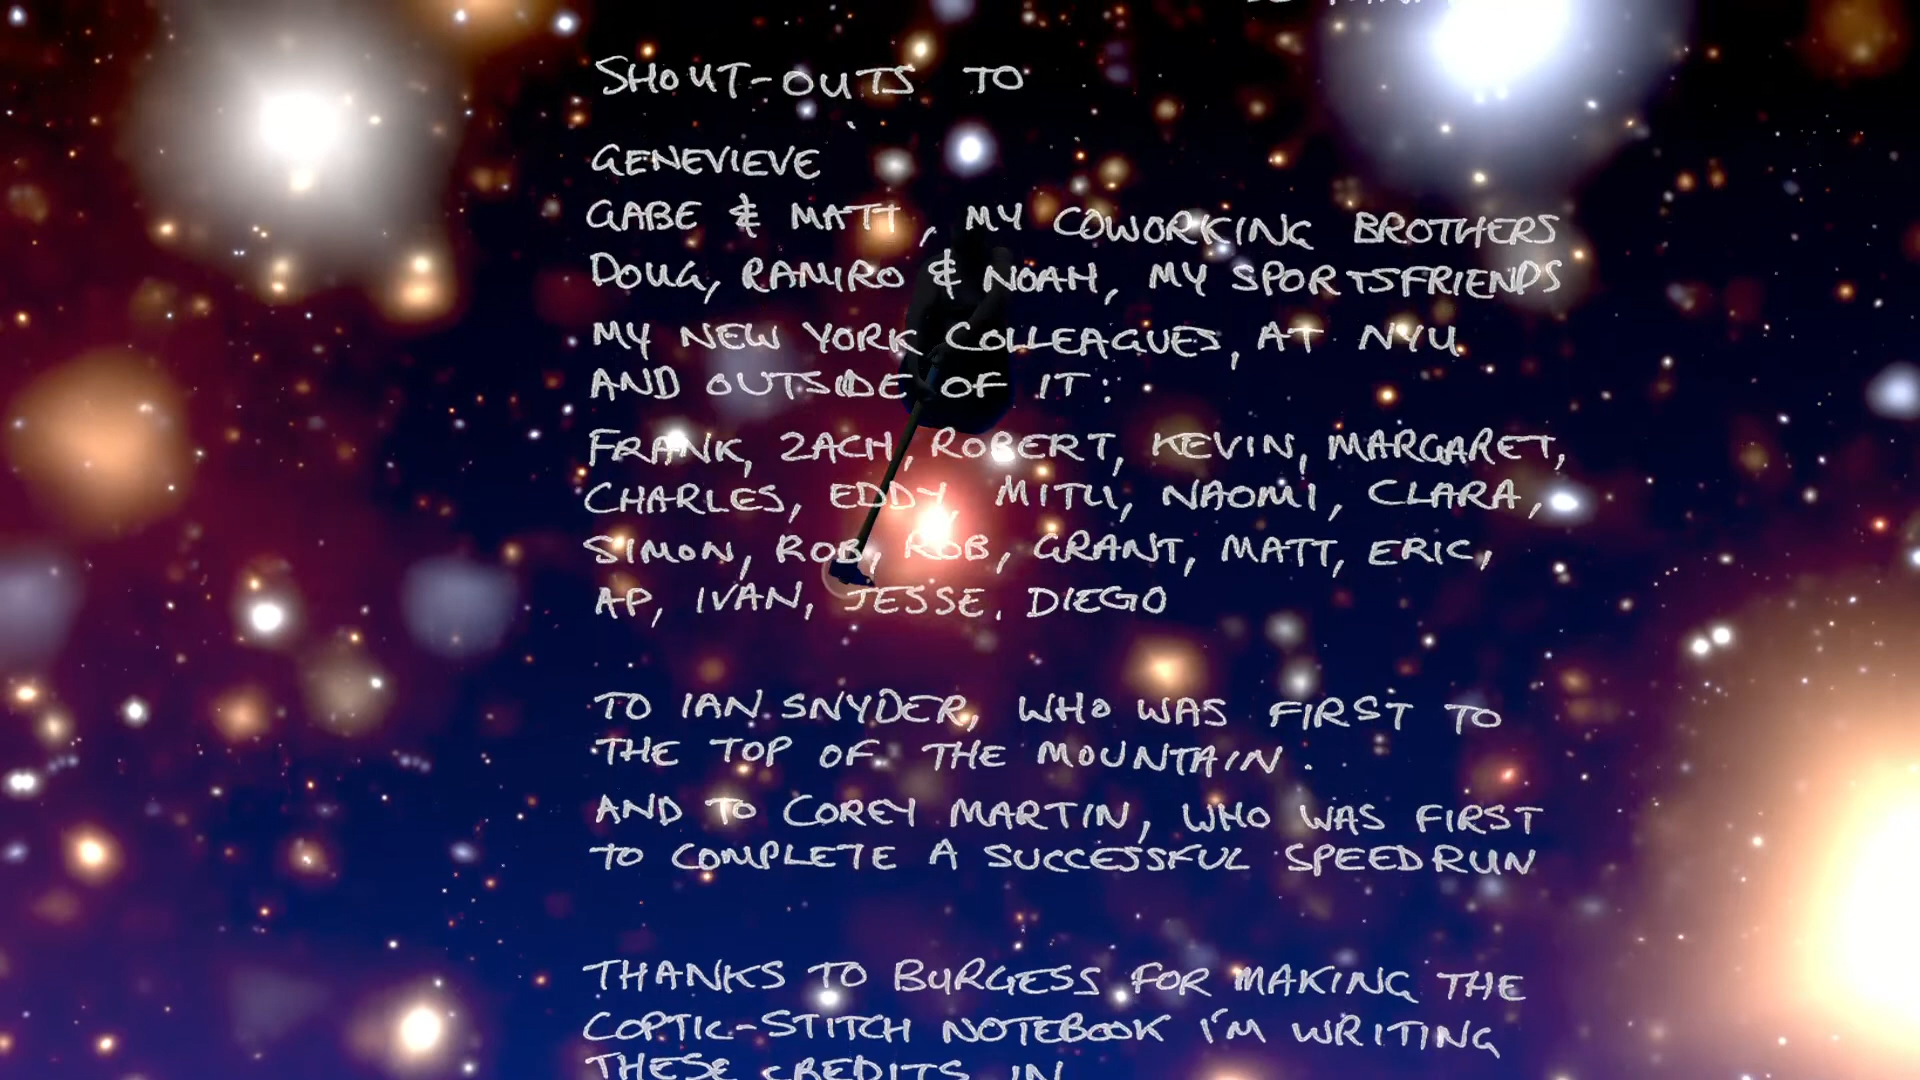 SHOUT-OUTS TO
GENEVIEVE
GABE & MATT, MY COWORKING BROTHERS
DOUG, RAMIRO & NOAH, MY SPORTSFRIENDS
MY NEW YORK COLLEAGUES, AT NYU
AND OUTSIDE OF IT:
FRANK, ZACH, ROBERT, KEVIN, MARGARET,
CHARLES, EDDY, MITU, NAOMI, CLARA,
SIMON, ROB, ROB, GRANT, MATT, ERIC,
AP, IVAN, JESSE, DIEGO
TO IAN SNYDER, WHO WAS FIRST TO
THE TOP OF THE MOUNTAIN.
AND TO COREY MARTIN, WHO WAS FIRST
TO COMPLETE A SUCCESSFUL SPEEDRUN
THANKS TO BURGESS FOR MAKING THE
COPTIC-STITCH NOTEBOOK I'M WRITING
THESE CREDITS IN